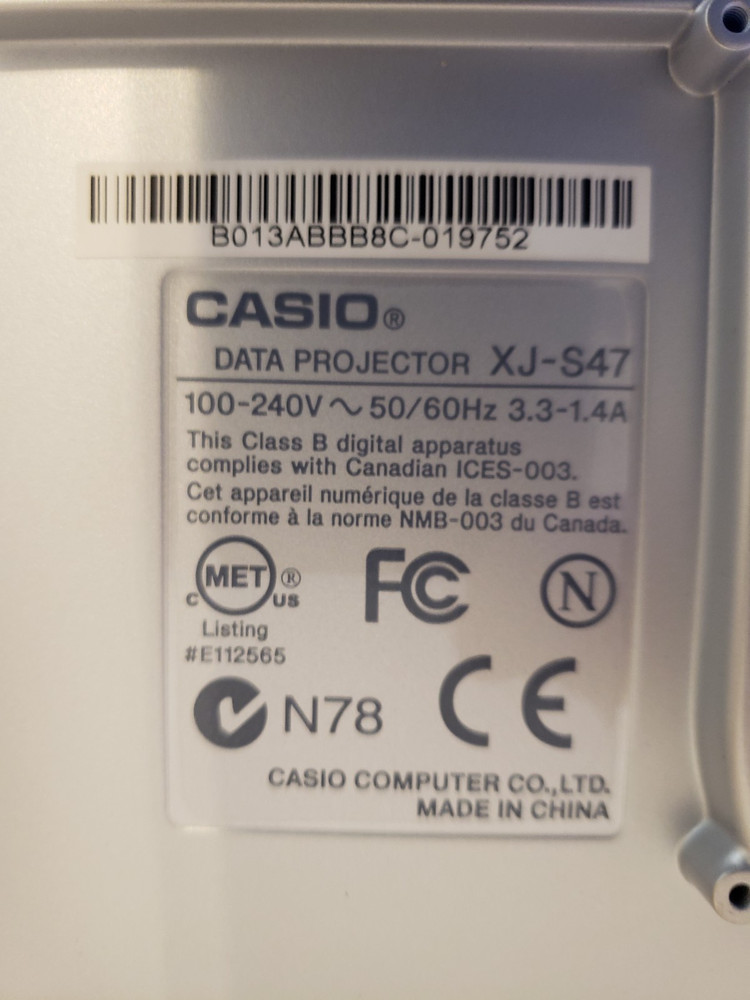 B013ABBB8C-019752
CASIO®
DATA PROJECTOR XJ-S47
100-240V ~ 50/60Hz 3.3-1.4A
This Class B digital apparatus
complies with Canadian ICES-003.
Cet appareil numérique de la classe B est
conforme à la norme NMB-003 du Canada.
C MET ® US FC N
Listing
#E112565
N78 CE
CASIO COMPUTER CO.,LTD.
MADE IN CHINA